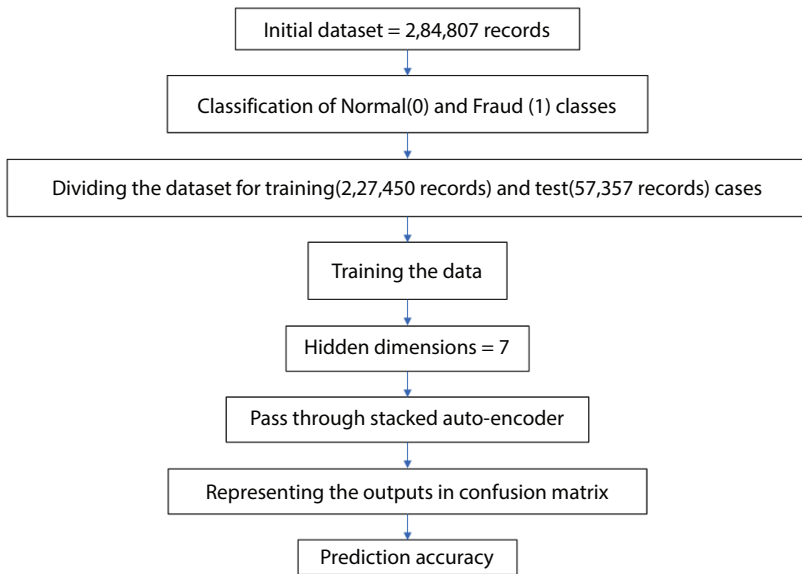 Initial dataset = 2,84,807 records
Classification of Normal(0) and Fraud (1) classes
Dividing the dataset for training(2,27,450 records) and test(57,357 records) cases
Training the data
Hidden dimensions = 7
Pass through stacked auto-encoder
Representing the outputs in confusion matrix
Prediction accuracy